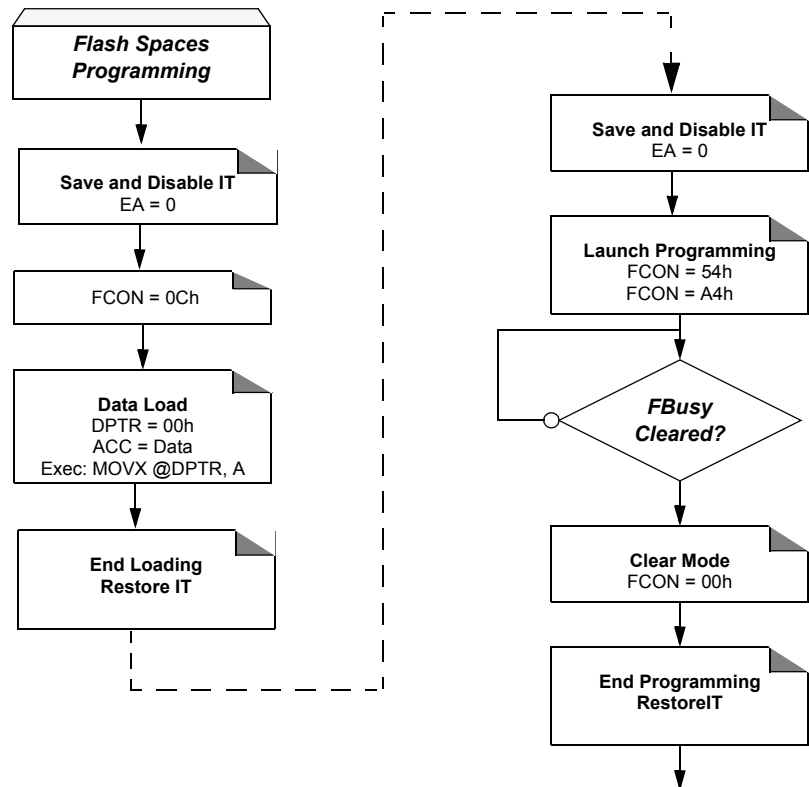 Flash Spaces
Programming
Save and Disable IT
EA = 0
FCON = 0Ch
Data Load
DPTR = 00h
ACC = Data
Exec: MOVX @DPTR, A
End Loading
Restore IT
Save and Disable IT
EA = 0
Launch Programming
FCON = 54h
FCON = A4h
FBusy
Cleared?
Clear Mode
FCON = 00h
End Programming
RestoreIT